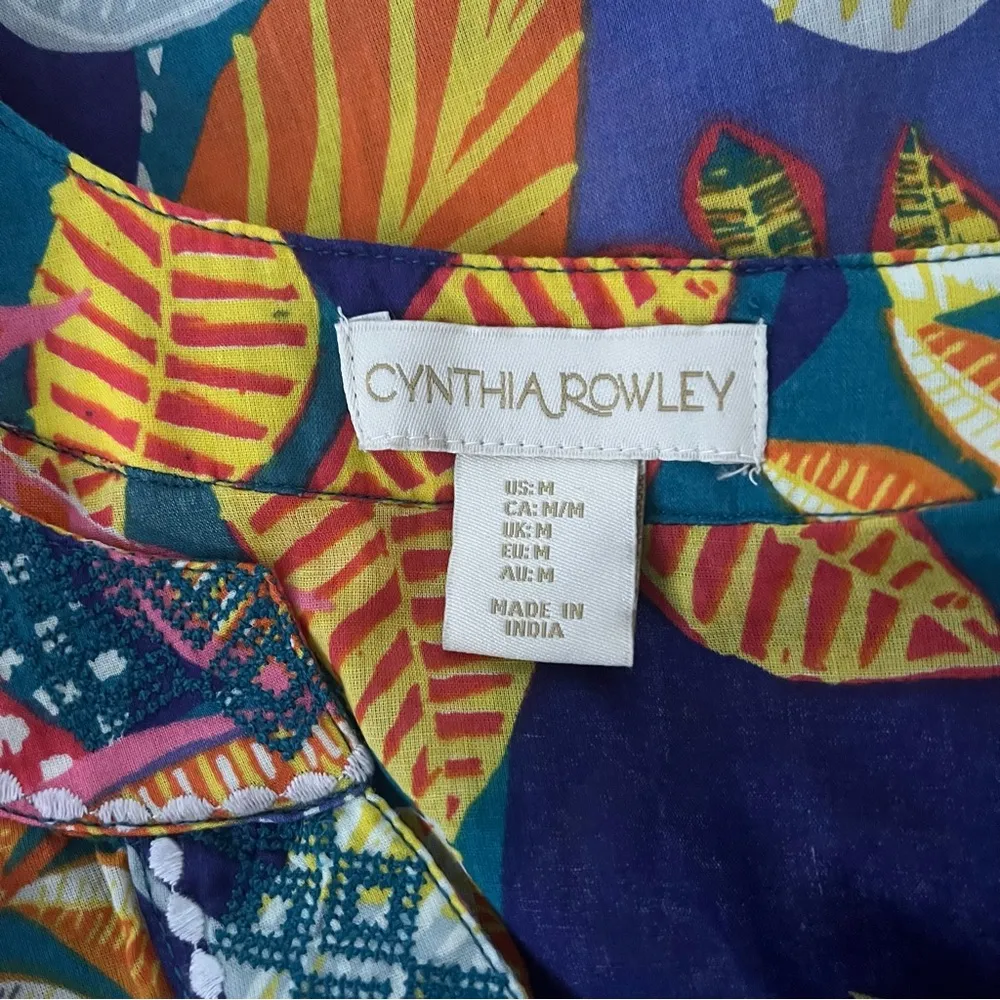 CYNTHIA ROWLEY
US: M
CA: M/M
UK: M
EU: M
AU: M
MADE IN
INDIA